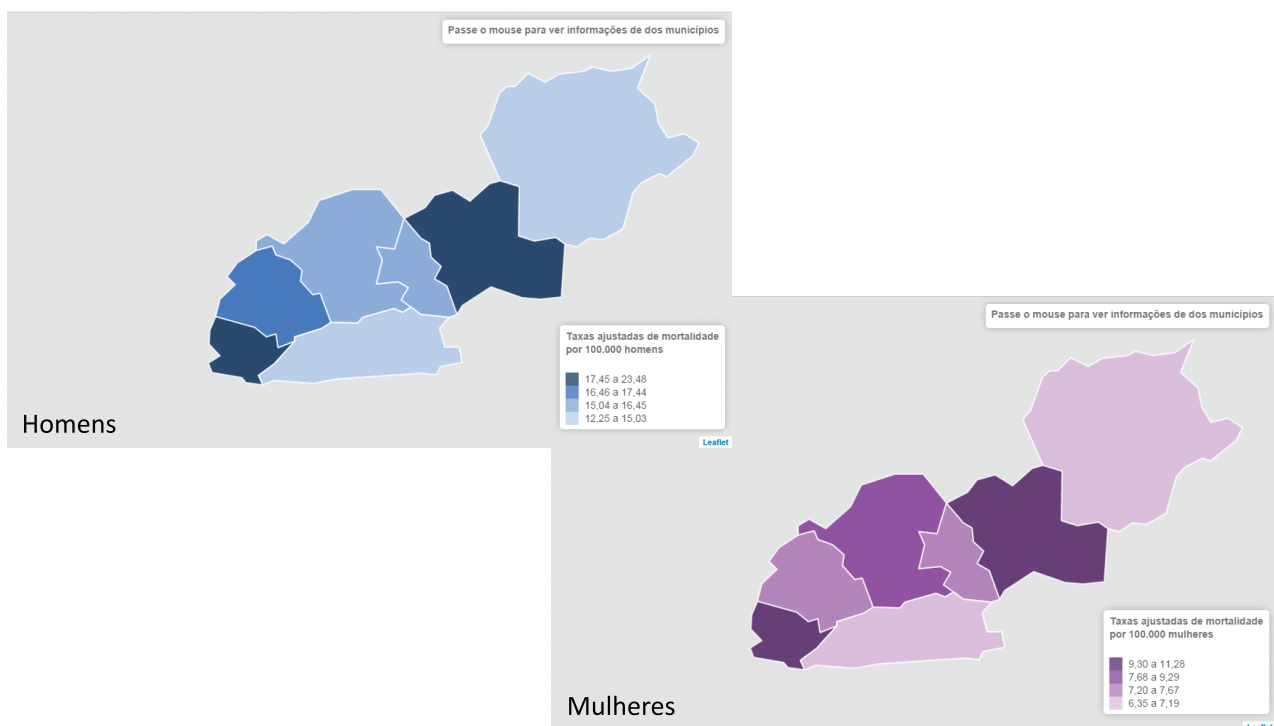 Passe o mouse para ver informações de dos municípios
Taxas ajustadas de mortalidade
por 100.000 homens
17,45 a 23,48
16,46 a 17,44
15,04 a 16,45
12,25 a 15,03
Homens
Leaflet
Passe o mouse para ver informações de dos municípios
Taxas ajustadas de mortalidade
por 100.000 mulheres
9,30 a 11,28
7,68 a 9,29
7,20 a 7,67
6,35 a 7,19
Mulheres
Leaflet